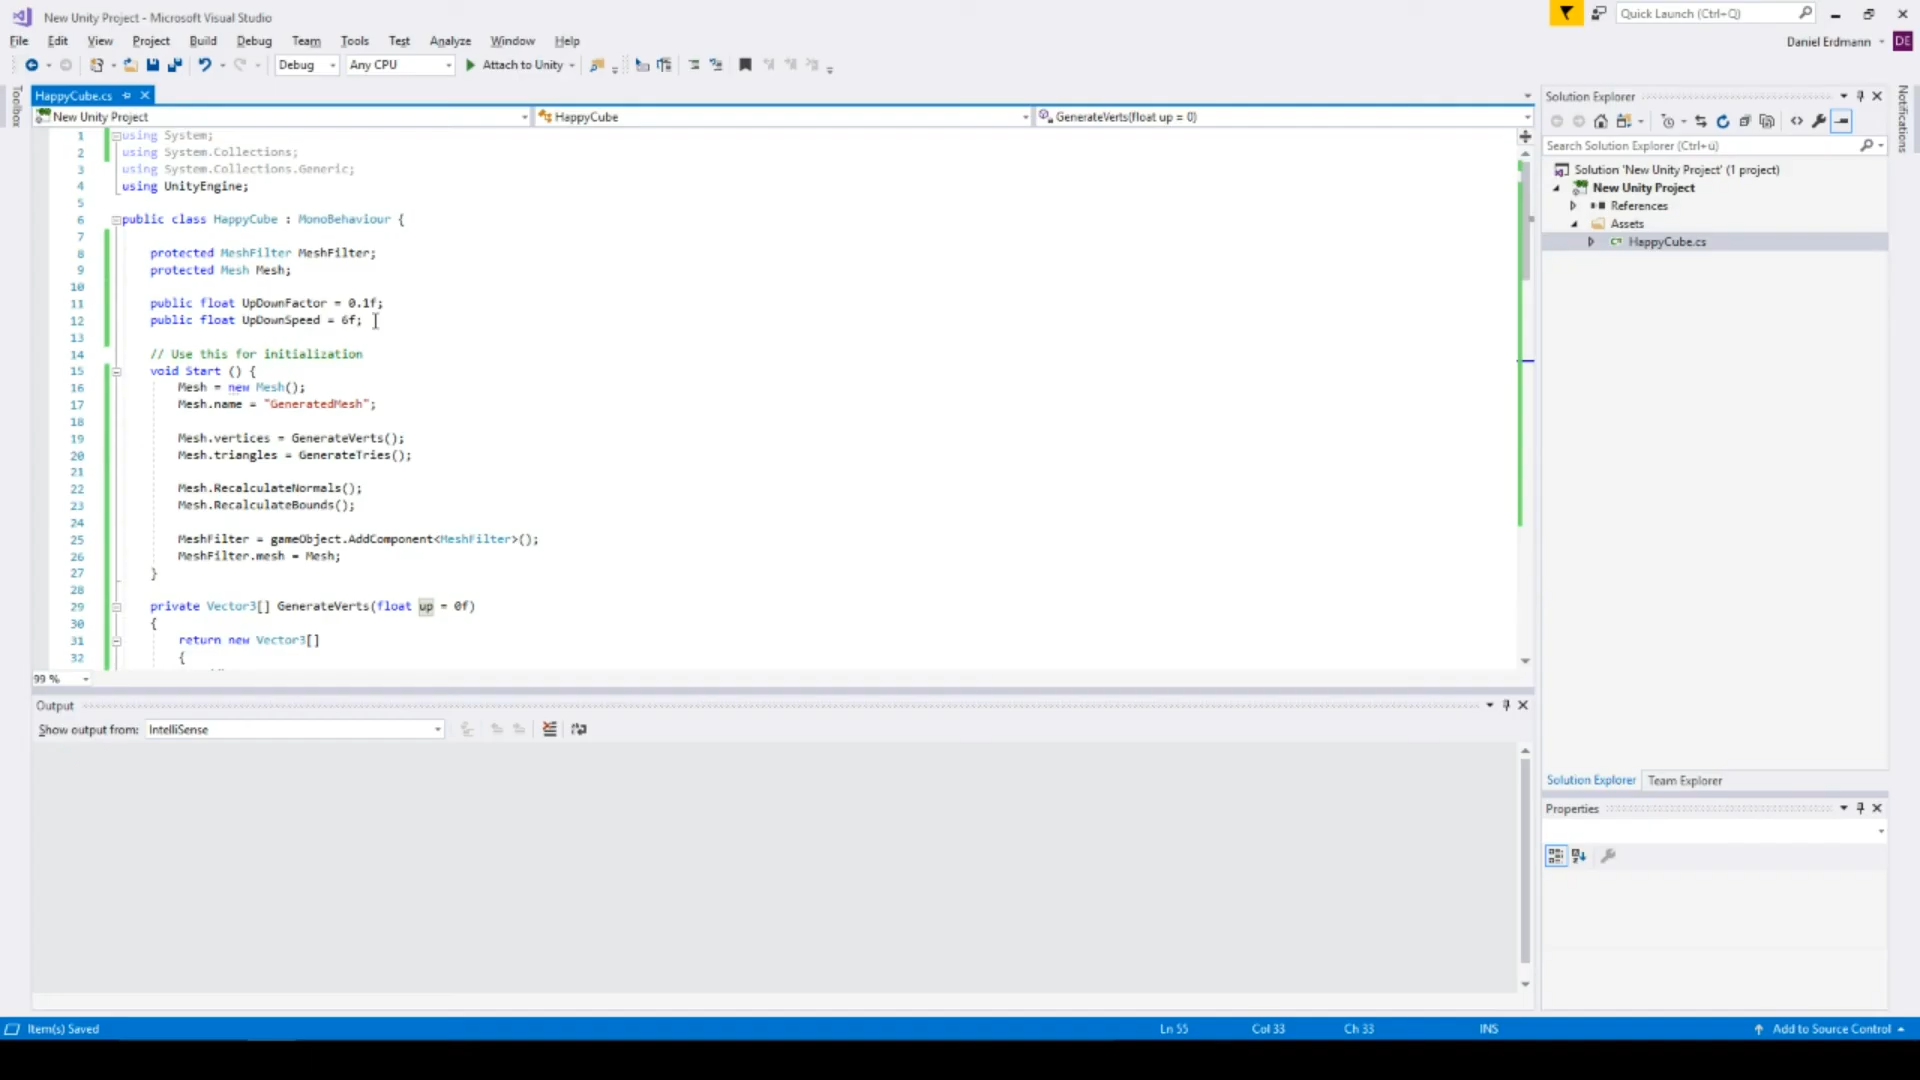 New Unity Project - Microsoft Visual Studio
Quick Launch (Ctrl+Q)
File Edit View Project Build Debug Team Tools Test Analyze Window Help
Daniel Erdmann DE
Debug Any CPU Attach to Unity
Toolbox
HappyCube.cs
New Unity Project HappyCube GenerateVerts(float up = 0)
1 using System;
2 using System.Collections;
3 using System.Collections.Generic;
4 using UnityEngine;
5
6 public class HappyCube : MonoBehaviour {
7
8 protected MeshFilter MeshFilter;
9 protected Mesh Mesh;
10
11 public float UpDownFactor = 0.1f;
12 public float UpDownSpeed = 6f;
13
14 // Use this for initialization
15 void Start () {
16 Mesh = new Mesh();
17 Mesh.name = "GeneratedMesh";
18
19 Mesh.vertices = GenerateVerts();
20 Mesh.triangles = GenerateTries();
21
22 Mesh.RecalculateNormals();
23 Mesh.RecalculateBounds();
24
25 MeshFilter = gameObject.AddComponent<MeshFilter>();
26 MeshFilter.mesh = Mesh;
27 }
28
29 private Vector3[] GenerateVerts(float up = 0f)
30 {
31 return new Vector3[]
32 {
99 %
Output
Show output from: IntelliSense
Solution Explorer
Search Solution Explorer (Ctrl+ü)
Solution 'New Unity Project' (1 project)
New Unity Project
References
Assets
HappyCube.cs
Solution Explorer Team Explorer
Properties
Notifications
Item(s) Saved Ln 55 Col 33 Ch 33 INS Add to Source Control